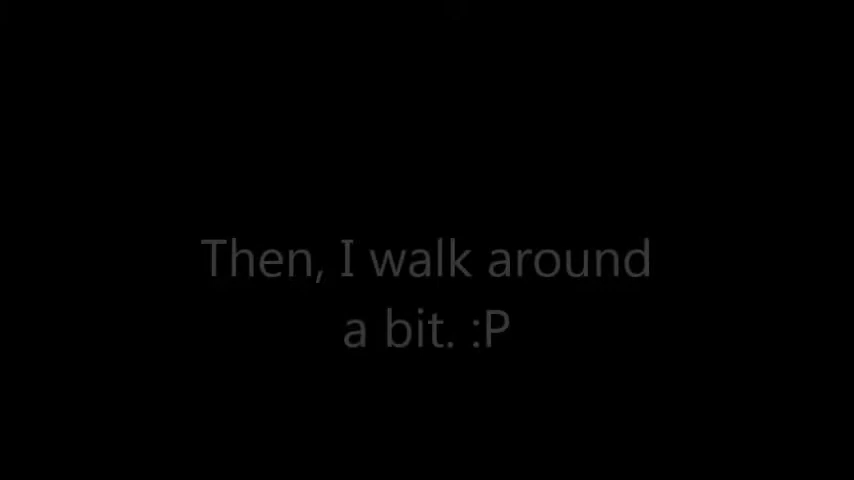 Then, I walk around
a bit. :P